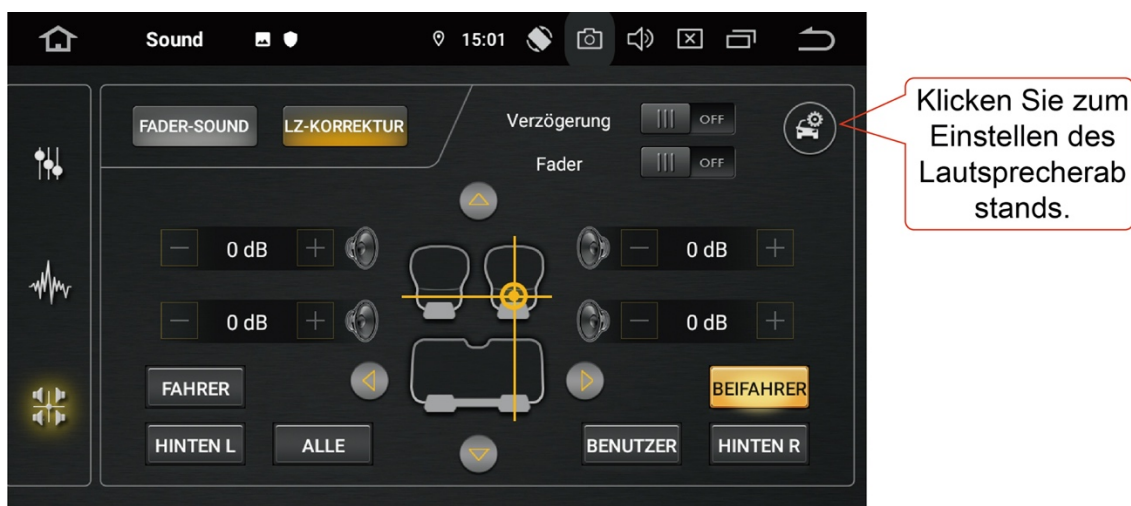 Sound
15:01
FADER-SOUND
LZ-KORREKTUR
Verzögerung
OFF
Fader
OFF
Klicken Sie zum
Einstellen des
Lautsprecherab
stands.
0 dB
0 dB
0 dB
0 dB
FAHRER
BEIFAHRER
HINTEN L
ALLE
BENUTZER
HINTEN R